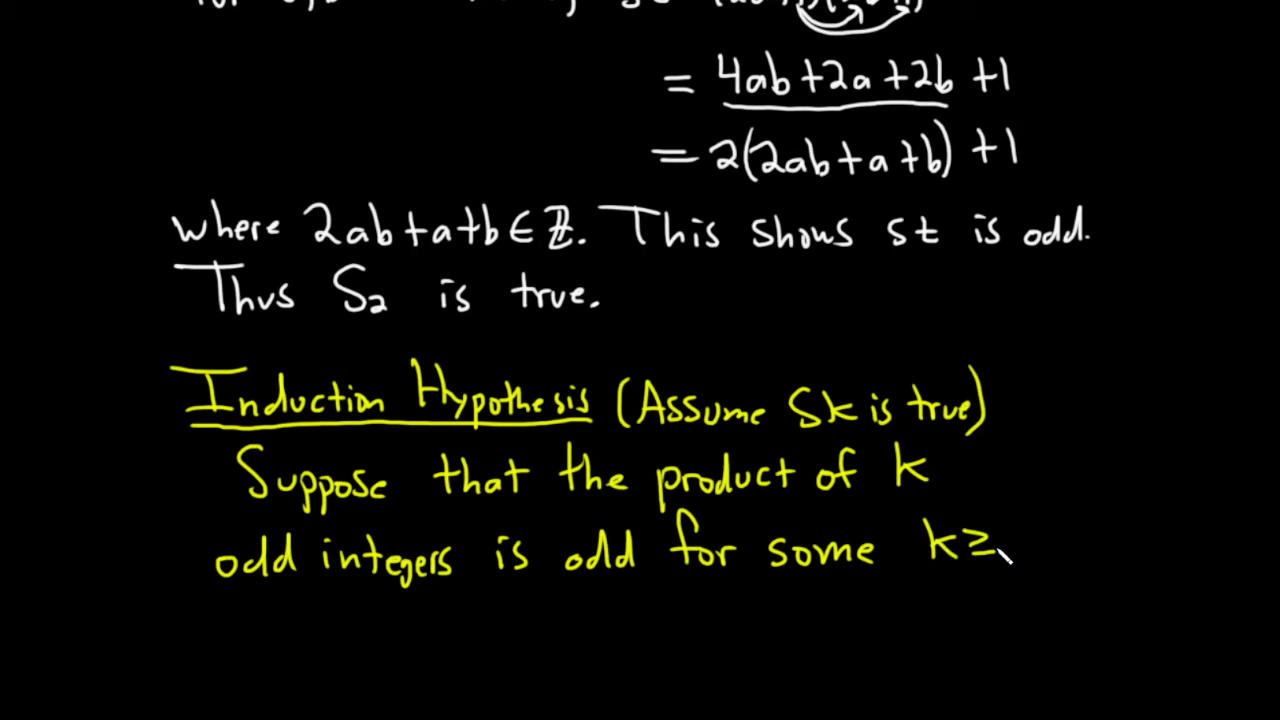 = 4ab+2a+2b+1
= 2(2ab+a+b)+1
where 2ab+a+b∈ℤ. This shows st is odd.
Thus S₂ is true.
Induction Hypothesis (Assume Sk is true)
Suppose that the product of k
odd integers is odd for some k≥